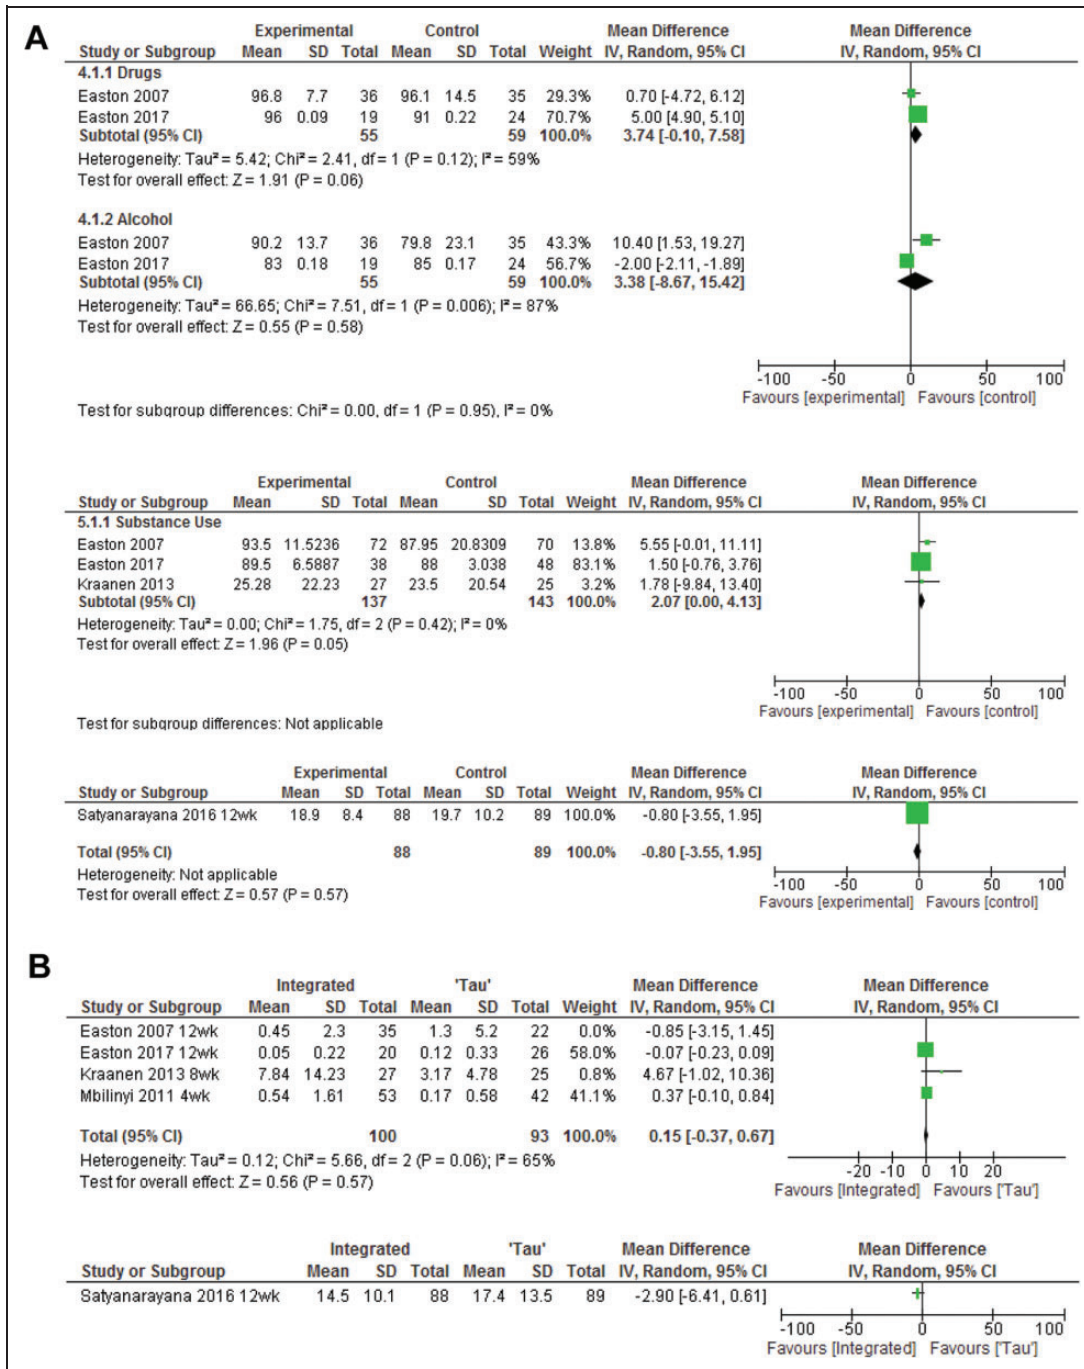 A
Experimental Control Mean Difference Mean Difference
Study or Subgroup Mean SD Total Mean SD Total Weight IV, Random, 95% CI IV, Random, 95% CI
4.1.1 Drugs
Easton 2007 96.8 7.7 36 96.1 14.5 35 29.3% 0.70 [-4.72, 6.12]
Easton 2017 96 0.09 19 91 0.22 24 70.7% 5.00 [4.90, 5.10]
Subtotal (95% CI) 55 59 100.0% 3.74 [-0.10, 7.58]
Heterogeneity: Tau² = 5.42; Chi² = 2.41, df = 1 (P = 0.12); I² = 59%
Test for overall effect: Z = 1.91 (P = 0.06)
4.1.2 Alcohol
Easton 2007 90.2 13.7 36 79.8 23.1 35 43.3% 10.40 [1.53, 19.27]
Easton 2017 83 0.18 19 85 0.17 24 56.7% -2.00 [-2.11, -1.89]
Subtotal (95% CI) 55 59 100.0% 3.38 [-8.67, 15.42]
Heterogeneity: Tau² = 66.65; Chi² = 7.51, df = 1 (P = 0.006); I² = 87%
Test for overall effect: Z = 0.55 (P = 0.58)
-100 -50 0 50 100
Favours [experimental] Favours [control]
Test for subgroup differences: Chi² = 0.00, df = 1 (P = 0.95), I² = 0%
Experimental Control Mean Difference Mean Difference
Study or Subgroup Mean SD Total Mean SD Total Weight IV, Random, 95% CI IV, Random, 95% CI
5.1.1 Substance Use
Easton 2007 93.5 11.5236 72 87.95 20.8309 70 13.8% 5.55 [-0.01, 11.11]
Easton 2017 89.5 6.5887 38 88 3.038 48 83.1% 1.50 [-0.76, 3.76]
Kraanen 2013 25.28 22.23 27 23.5 20.54 25 3.2% 1.78 [-9.84, 13.40]
Subtotal (95% CI) 137 143 100.0% 2.07 [0.00, 4.13]
Heterogeneity: Tau² = 0.00; Chi² = 1.75, df = 2 (P = 0.42); I² = 0%
Test for overall effect: Z = 1.96 (P = 0.05)
-100 -50 0 50 100
Favours [experimental] Favours [control]
Test for subgroup differences: Not applicable
Experimental Control Mean Difference Mean Difference
Study or Subgroup Mean SD Total Mean SD Total Weight IV, Random, 95% CI IV, Random, 95% CI
Satyanarayana 2016 12wk 18.9 8.4 88 19.7 10.2 89 100.0% -0.80 [-3.55, 1.95]
Total (95% CI) 88 89 100.0% -0.80 [-3.55, 1.95]
Heterogeneity: Not applicable
Test for overall effect: Z = 0.57 (P = 0.57)
-100 -50 0 50 100
Favours [experimental] Favours [control]
B
Integrated 'Tau' Mean Difference Mean Difference
Study or Subgroup Mean SD Total Mean SD Total Weight IV, Random, 95% CI IV, Random, 95% CI
Easton 2007 12wk 0.45 2.3 35 1.3 5.2 22 0.0% -0.85 [-3.15, 1.45]
Easton 2017 12wk 0.05 0.22 20 0.12 0.33 26 58.0% -0.07 [-0.23, 0.09]
Kraanen 2013 8wk 7.84 14.23 27 3.17 4.78 25 0.8% 4.67 [-1.02, 10.36]
Mbilinyi 2011 4wk 0.54 1.61 53 0.17 0.58 42 41.1% 0.37 [-0.10, 0.84]
Total (95% CI) 100 93 100.0% 0.15 [-0.37, 0.67]
Heterogeneity: Tau² = 0.12; Chi² = 5.66, df = 2 (P = 0.06); I² = 65%
Test for overall effect: Z = 0.56 (P = 0.57)
-20 -10 0 10 20
Favours [Integrated] Favours ['Tau']
Integrated 'Tau' Mean Difference Mean Difference
Study or Subgroup Mean SD Total Mean SD Total IV, Random, 95% CI IV, Random, 95% CI
Satyanarayana 2016 12wk 14.5 10.1 88 17.4 13.5 89 -2.90 [-6.41, 0.61]
-100 -50 0 50 100
Favours [Integrated] Favours ['Tau']